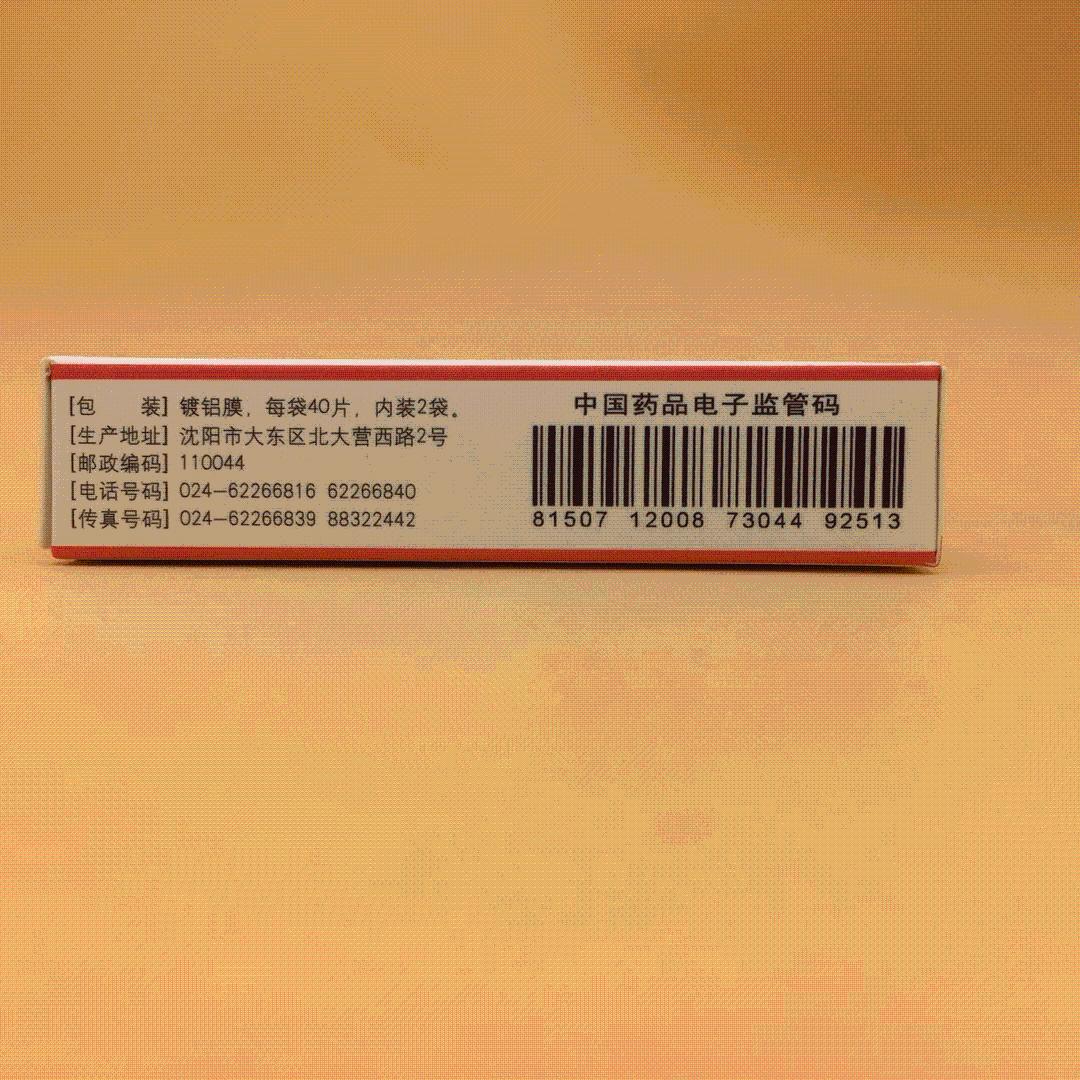 [包 装] 镀铝膜，每袋40片，内装2袋。
[生产地址] 沈阳市大东区北大营西路2号
[邮政编码] 110044
[电话号码] 024-62266816 62266840
[传真号码] 024-62266839 88322442
中国药品电子监管码
81507 12008 73044 92513